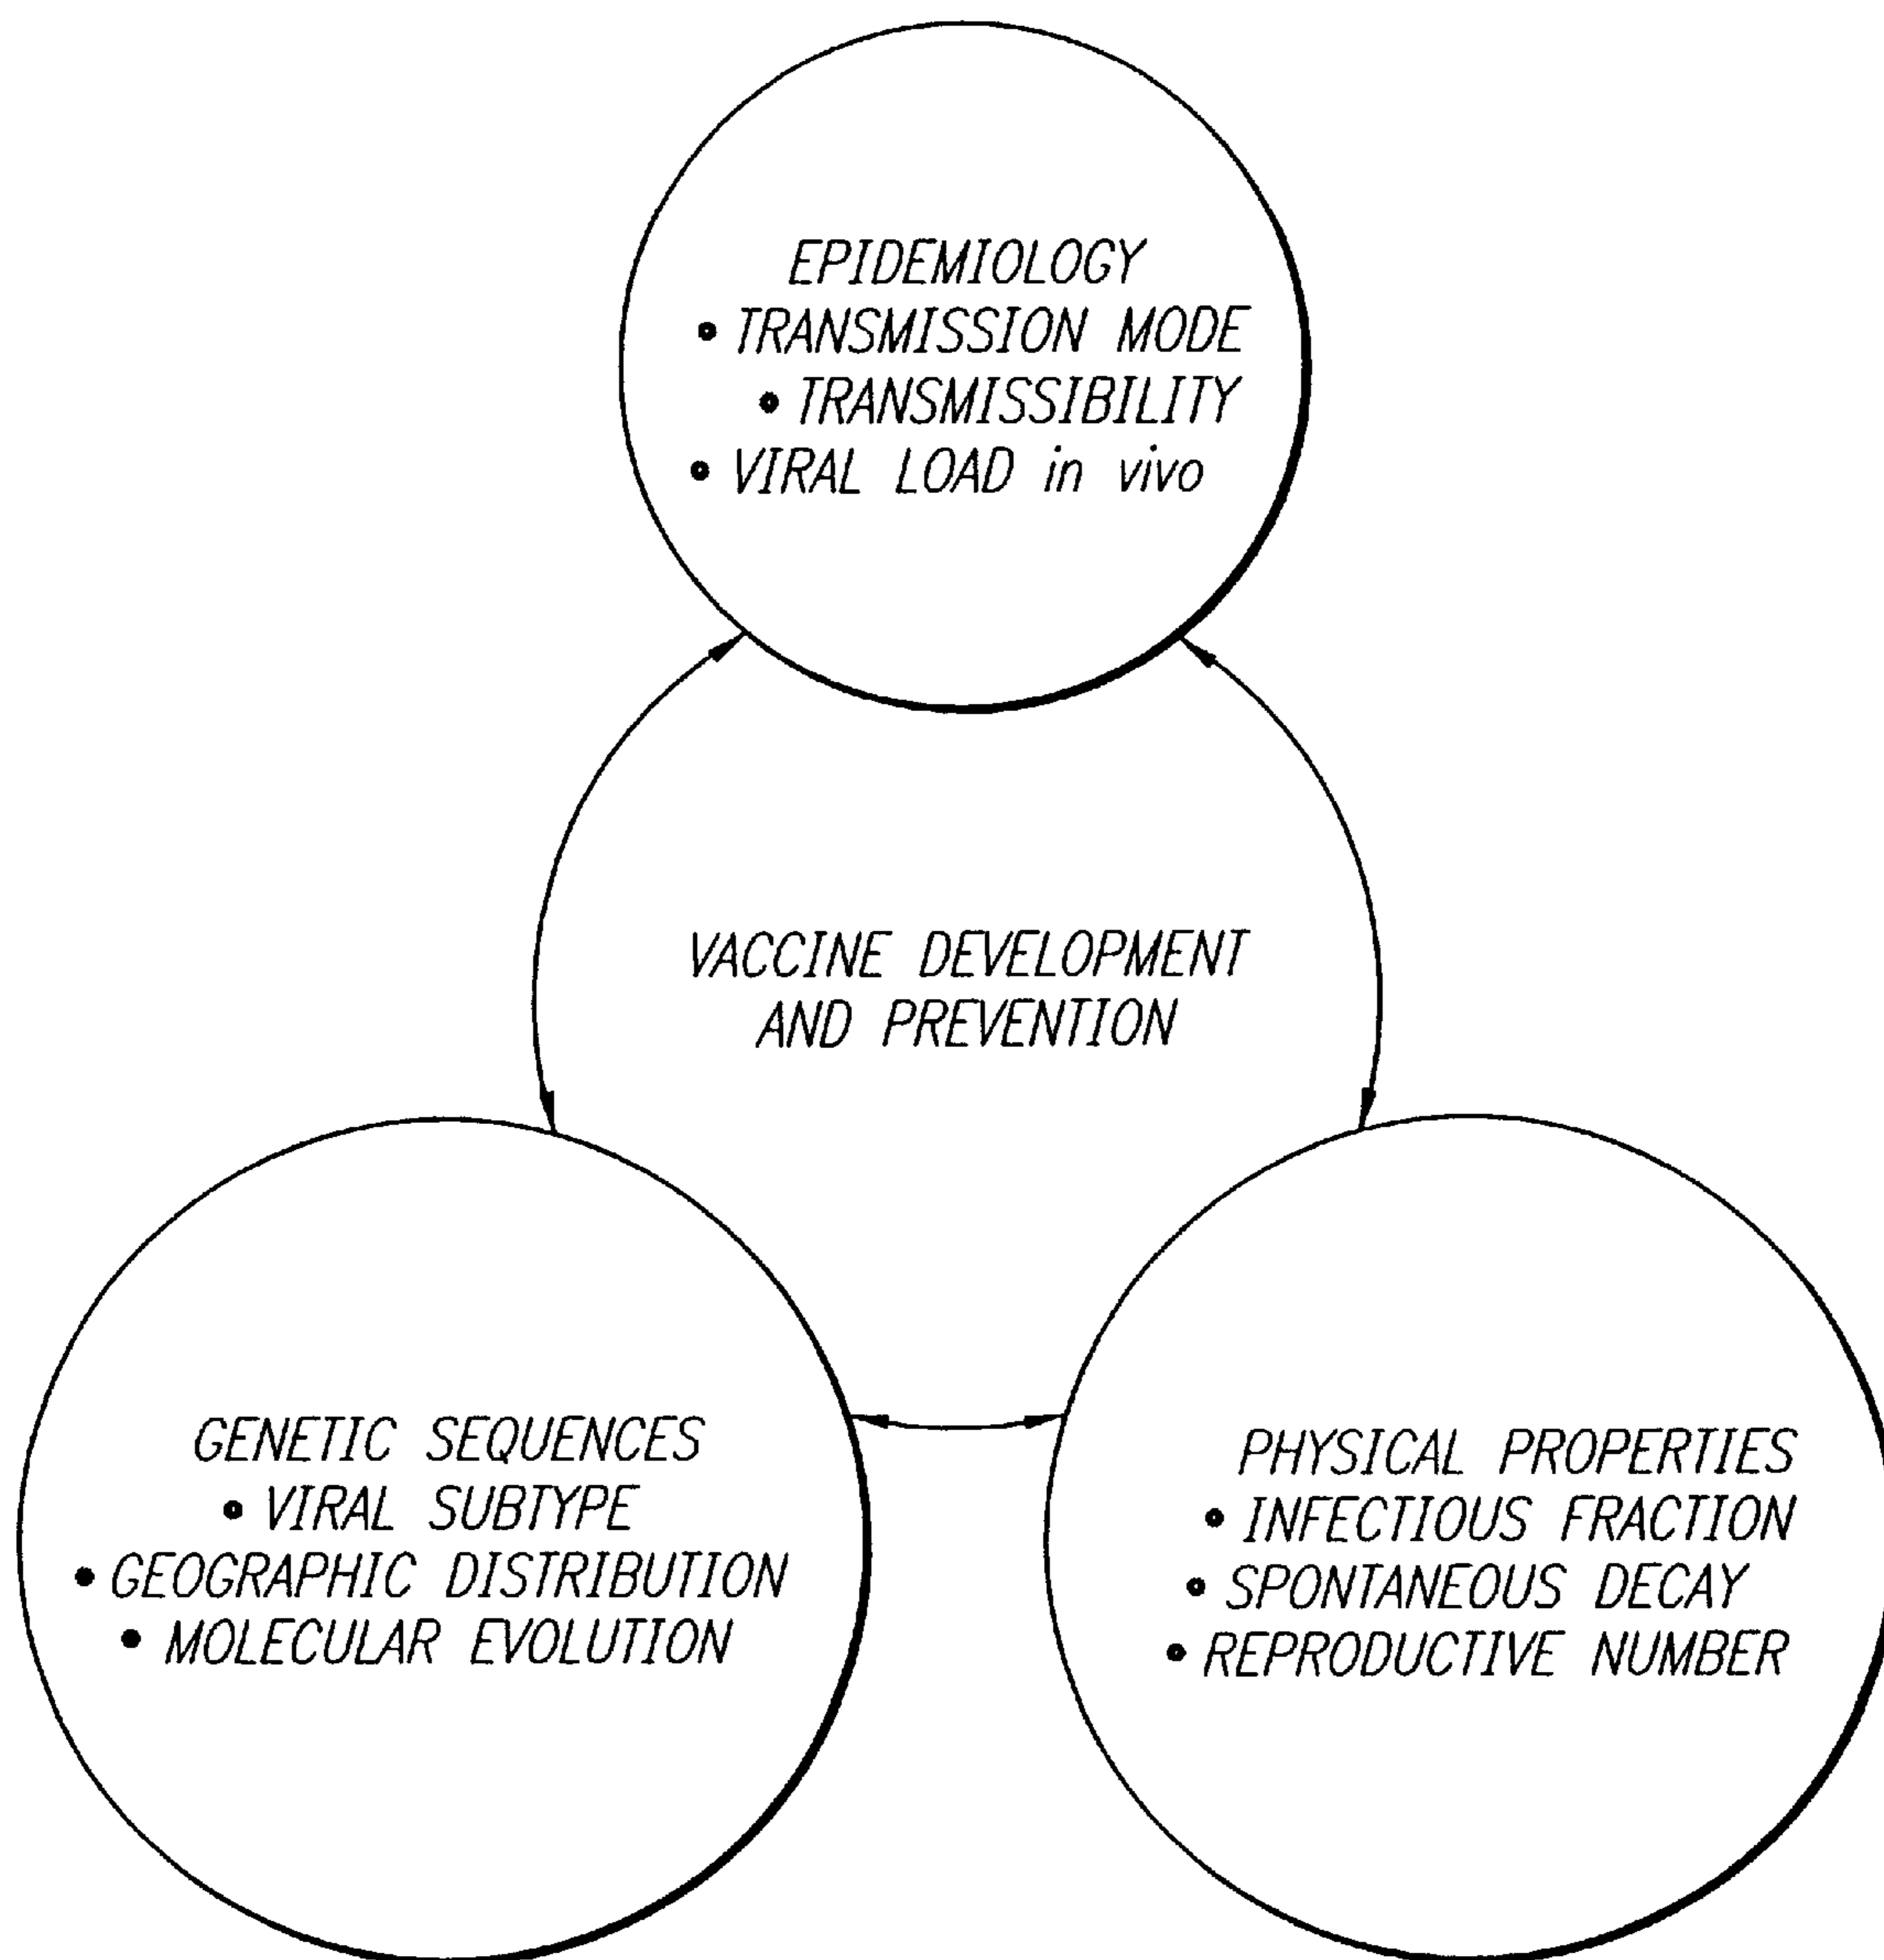 EPIDEMIOLOGY
• TRANSMISSION MODE
• TRANSMISSIBILITY
• VIRAL LOAD in vivo
VACCINE DEVELOPMENT
AND PREVENTION
GENETIC SEQUENCES
• VIRAL SUBTYPE
• GEOGRAPHIC DISTRIBUTION
• MOLECULAR EVOLUTION
PHYSICAL PROPERTIES
• INFECTIOUS FRACTION
• SPONTANEOUS DECAY
• REPRODUCTIVE NUMBER